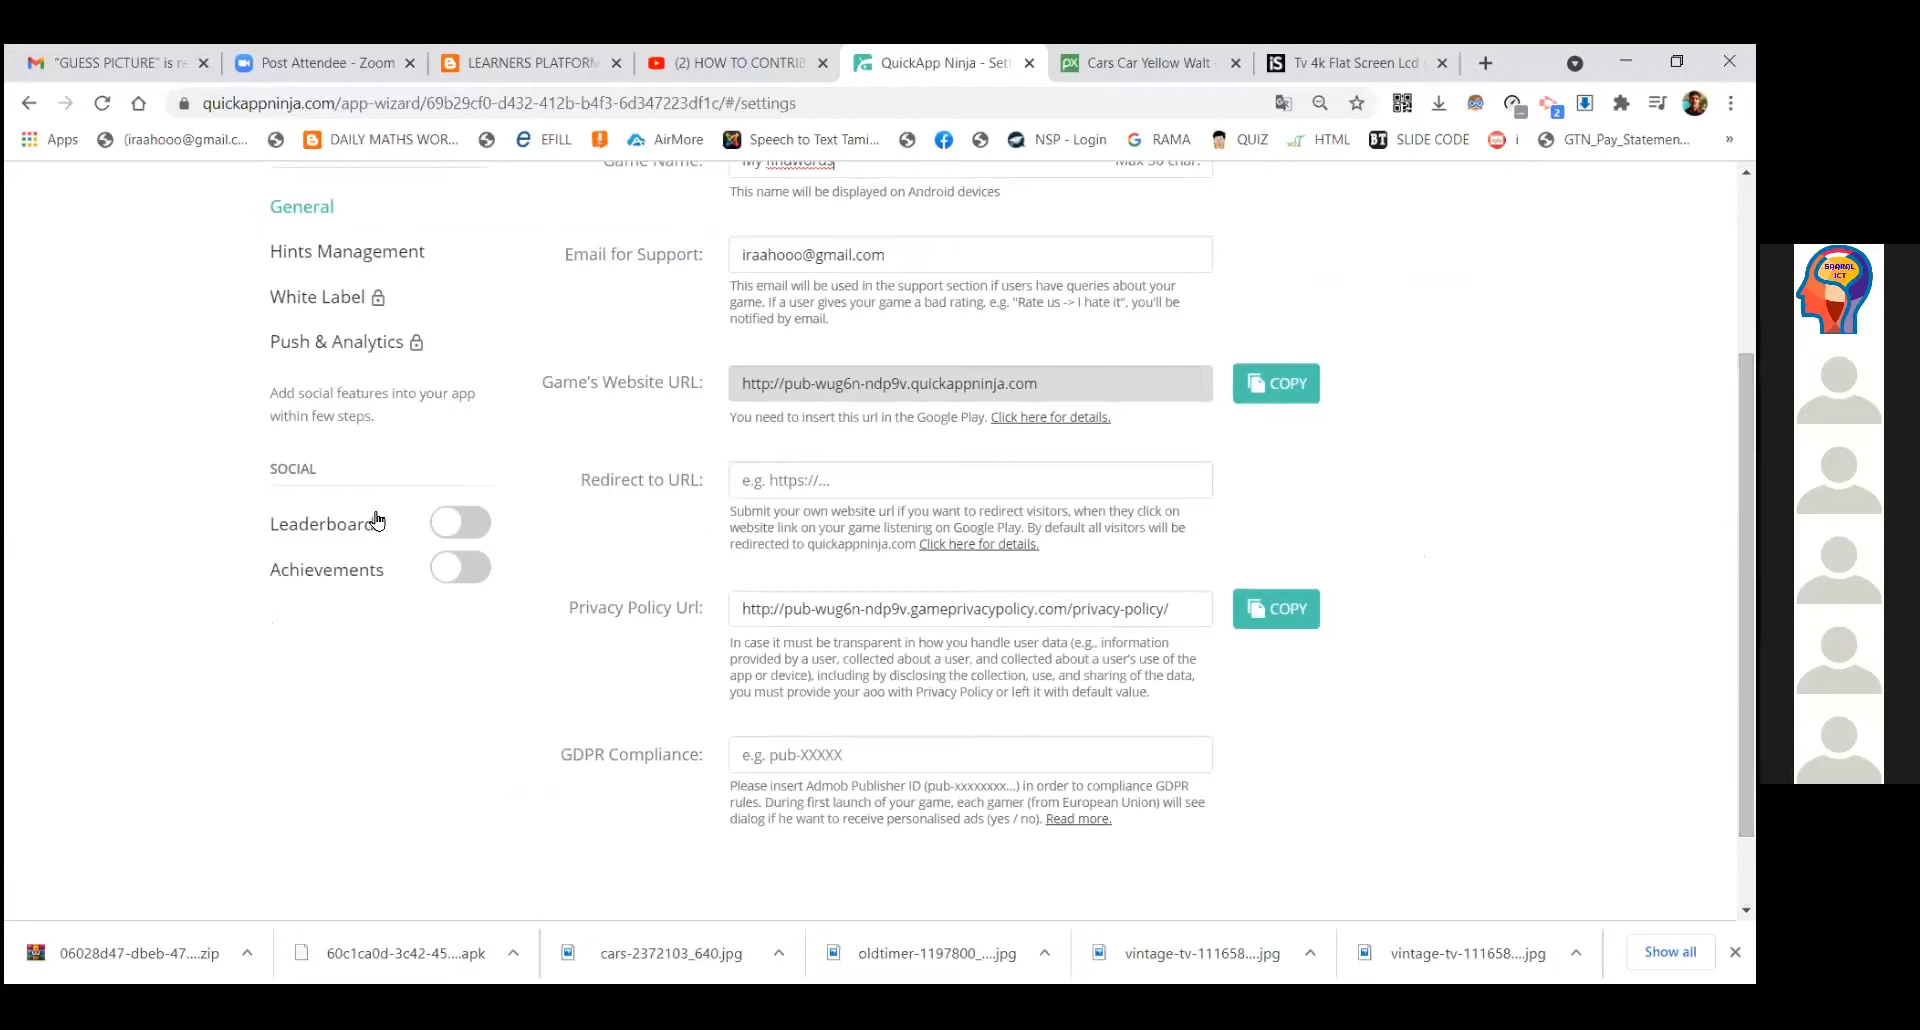 "GUESS PICTURE" is re
Post Attendee - Zoom
LEARNERS PLATFORM
(2) HOW TO CONTRIB
QuickApp Ninja - Sett
Cars Car Yellow Walt -
Tv 4k Flat Screen Lcd
quickappninja.com/app-wizard/69b29cf0-d432-412b-b4f3-6d347223df1c/#/settings
Apps
(iraahooo@gmail.c...
DAILY MATHS WOR...
EFILL
AirMore
Speech to Text Tami...
NSP - Login
RAMA
QUIZ
HTML
SLIDE CODE
i
GTN_Pay_Statemen...
»
Game Name:
My findwords
Max 30 char.
This name will be displayed on Android devices
General
Hints Management
White Label
Push & Analytics
Add social features into your app
within few steps.
SOCIAL
Leaderboard
Achievements
Email for Support:
iraahooo@gmail.com
This email will be used in the support section if users have queries about your
game. If a user gives your game a bad rating, e.g. "Rate us -> I hate it", you'll be
notified by email.
Game's Website URL:
http://pub-wug6n-ndp9v.quickappninja.com
COPY
You need to insert this url in the Google Play. Click here for details.
Redirect to URL:
e.g. https://...
Submit your own website url if you want to redirect visitors, when they click on
website link on your game listening on Google Play. By default all visitors will be
redirected to quickappninja.com Click here for details.
Privacy Policy Url:
http://pub-wug6n-ndp9v.gameprivacypolicy.com/privacy-policy/
COPY
In case it must be transparent in how you handle user data (e.g., information
provided by a user, collected about a user, and collected about a user's use of the
app or device), including by disclosing the collection, use, and sharing of the data,
you must provide your aoo with Privacy Policy or left it with default value.
GDPR Compliance:
e.g. pub-XXXXX
Please insert Admob Publisher ID (pub-xxxxxxxx...) in order to compliance GDPR
rules. During first launch of your game, each gamer (from European Union) will see
dialog if he want to receive personalised ads (yes / no). Read more.
06028d47-dbeb-47....zip
60c1ca0d-3c42-45....apk
cars-2372103_640.jpg
oldtimer-1197800_....jpg
vintage-tv-111658....jpg
vintage-tv-111658....jpg
Show all
SAARAL
ICT